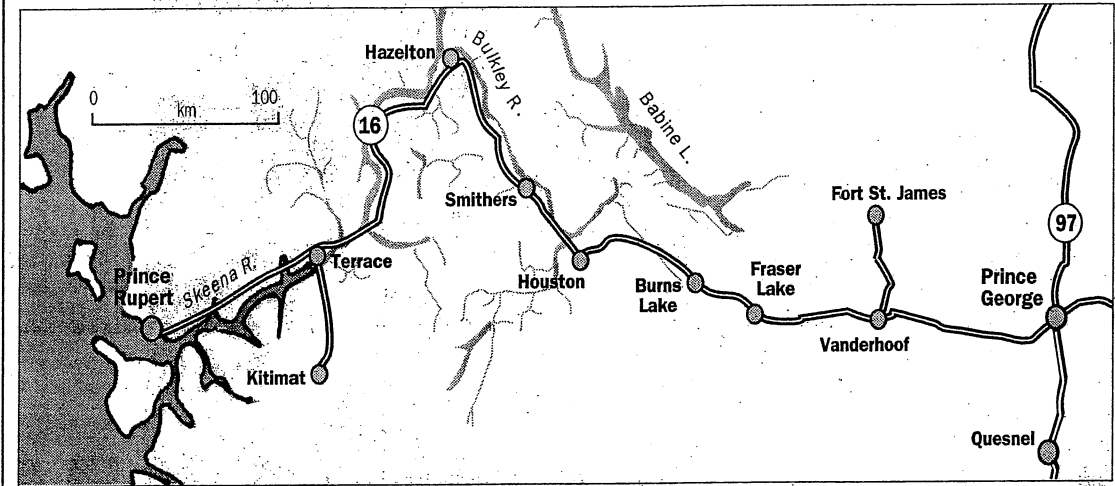 Hazelton
Bulkley R.
0 100
km
16
Babine L.
Smithers
Fort St. James
97
Prince
Rupert
Skeena R.
Terrace
Houston
Burns
Lake
Fraser
Lake
Prince
George
Vanderhoof
Kitimat
Quesnel